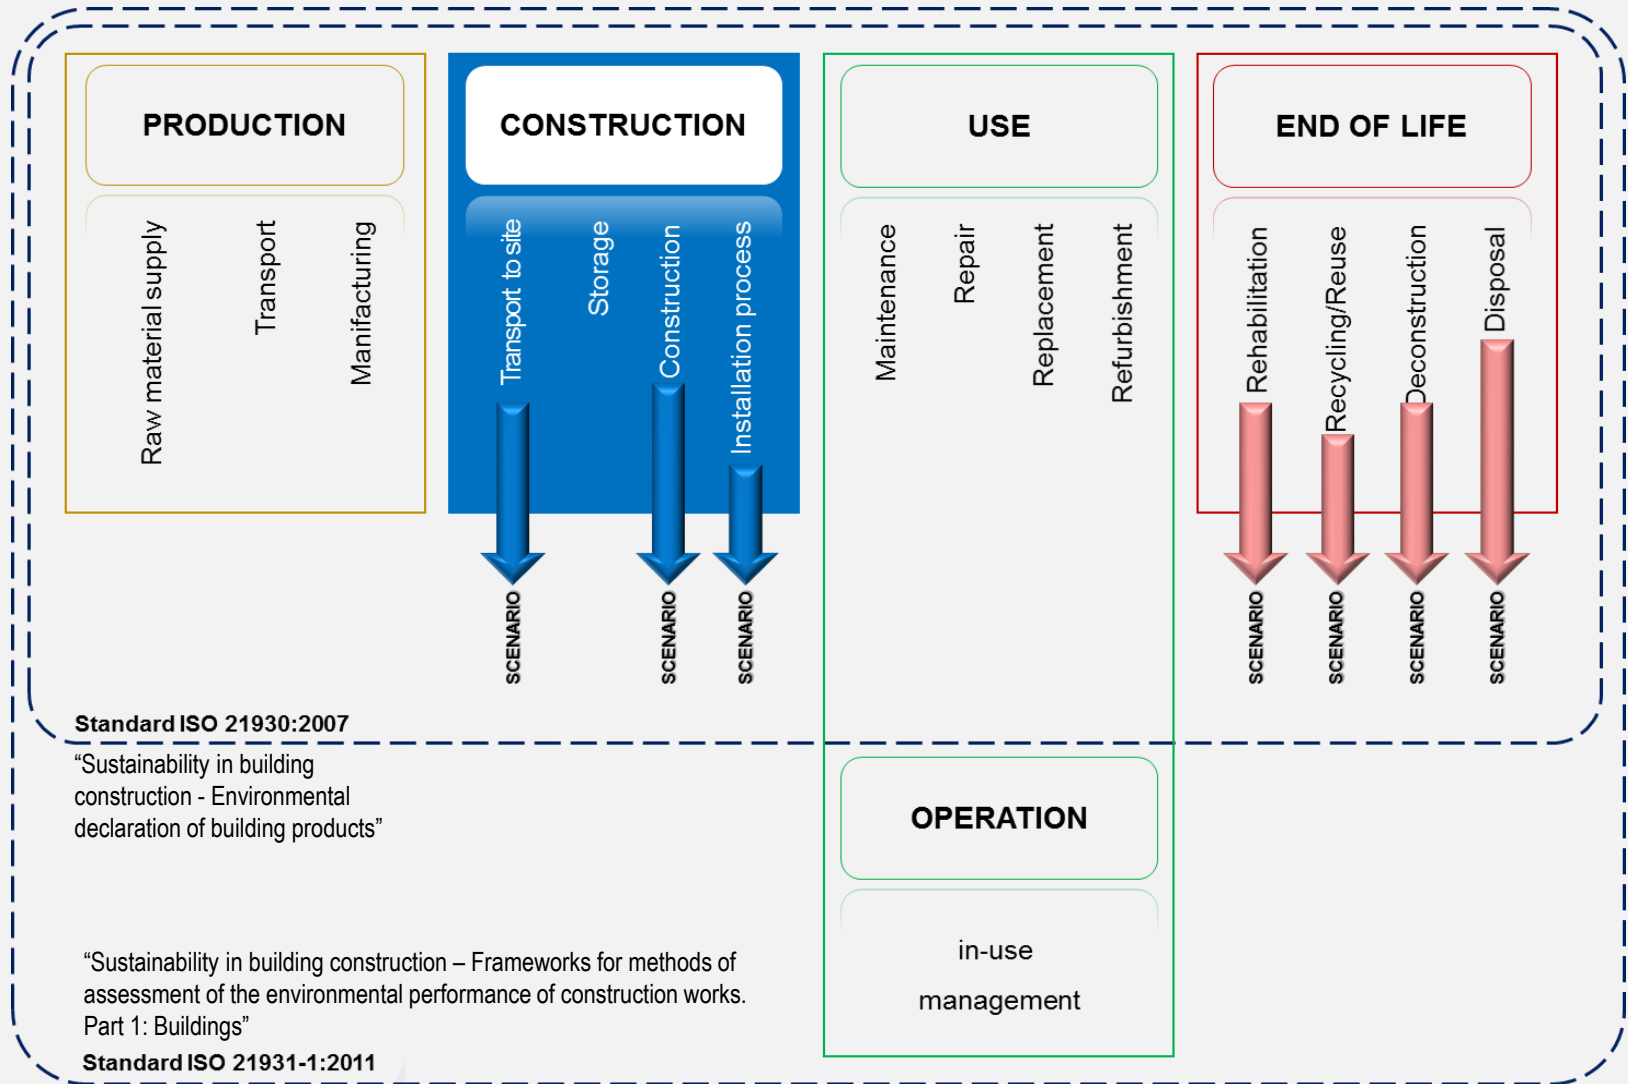 PRODUCTION
Raw material supply
Transport
Manifacturing
CONSTRUCTION
Transport to site
Storage
Construction
Installation process
SCENARIO
SCENARIO
SCENARIO
USE
Maintenance
Repair
Replacement
Refurbishment
END OF LIFE
Rehabilitation
Recycling/Reuse
Deconstruction
Disposal
SCENARIO
SCENARIO
SCENARIO
SCENARIO
Standard ISO 21930:2007
“Sustainability in building
construction - Environmental
declaration of building products”
OPERATION
in-use
management
“Sustainability in building construction – Frameworks for methods of
assessment of the environmental performance of construction works.
Part 1: Buildings”
Standard ISO 21931-1:2011